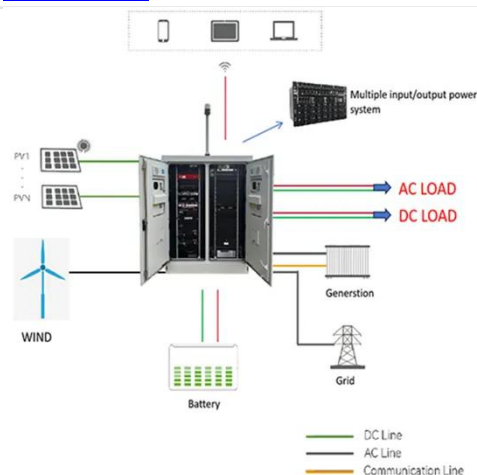 Multiple input/output power
system
PV1
PVN
AC LOAD
DC LOAD
WIND
Generstion
Battery
Grid
DC Line
AC Line
Communication Line